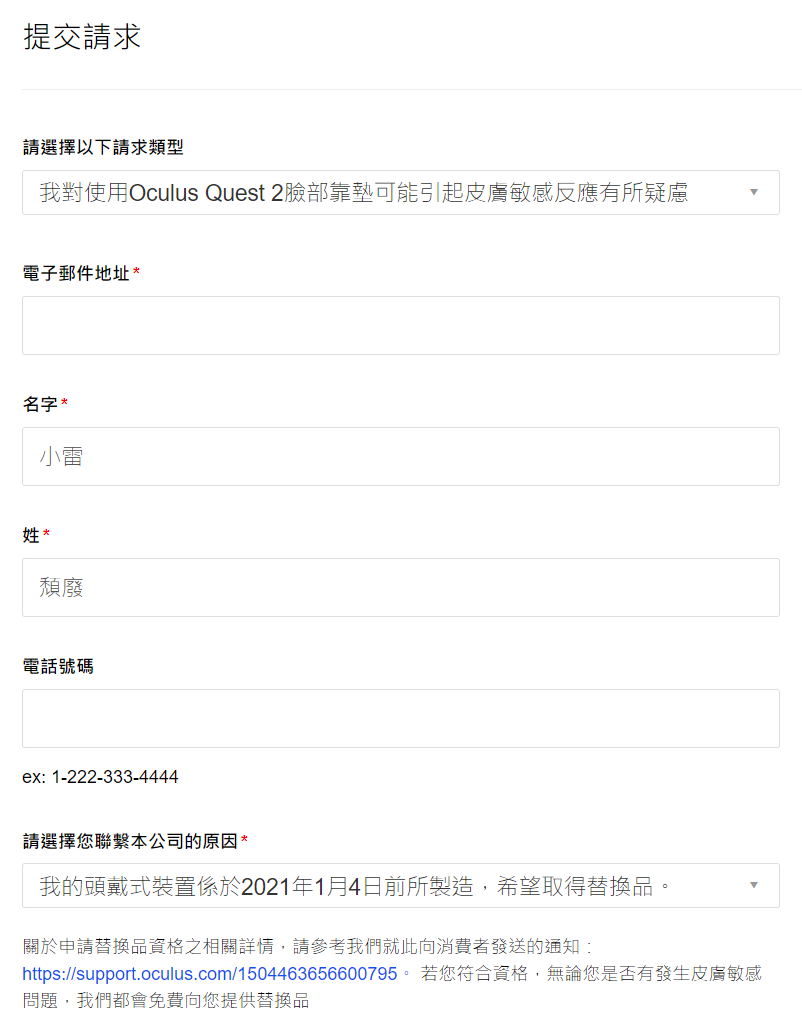 提交請求
請選擇以下請求類型
我對使用Oculus Quest 2臉部靠墊可能引起皮膚敏感反應有所疑慮
電子郵件地址*
名字*
小雷
姓*
頹廢
電話號碼
ex: 1-222-333-4444
請選擇您聯繫本公司的原因*
我的頭戴式裝置係於2021年1月4日前所製造，希望取得替換品。
關於申請替換品資格之相關詳情，請參考我們就此向消費者發送的通知：
https://support.oculus.com/1504463656600795。 若您符合資格，無論您是否有發生皮膚敏感
問題，我們都會免費向您提供替換品